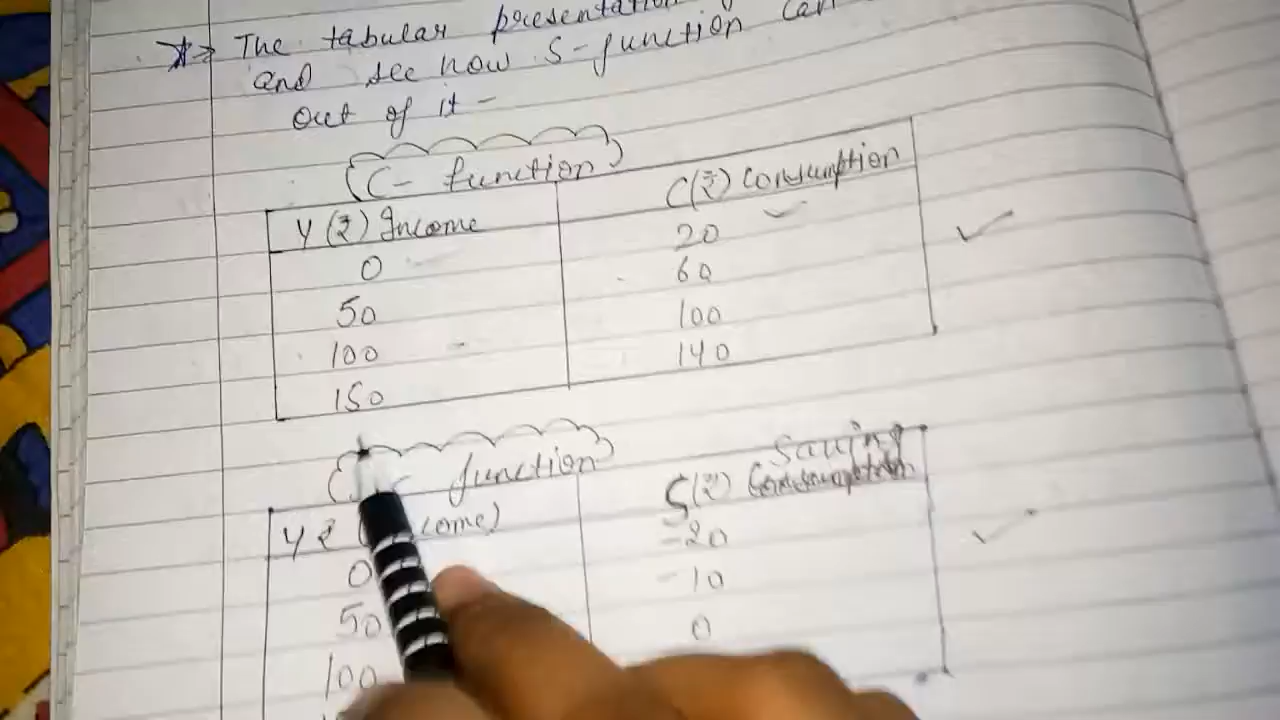 The tabular presentation
and see how S-function can
out of it -
C- function
Y (₹) Income C(₹) Consumption
0 20
50 60
100 100
150 140
function
Y ₹ Saving
S(₹) Consumption
0 -20
50 -10
100 0